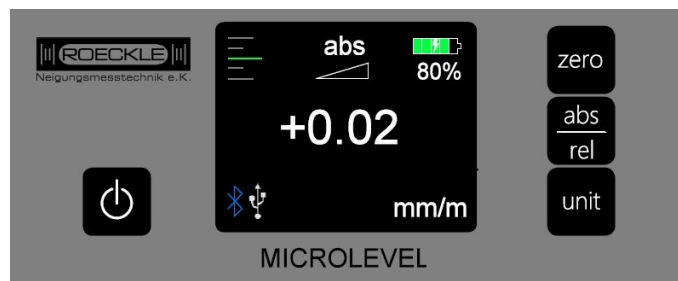 ROECKLE
Neigungsmesstechnik e.K.
abs
80%
+0.02
mm/m
zero
abs
rel
unit
MICROLEVEL